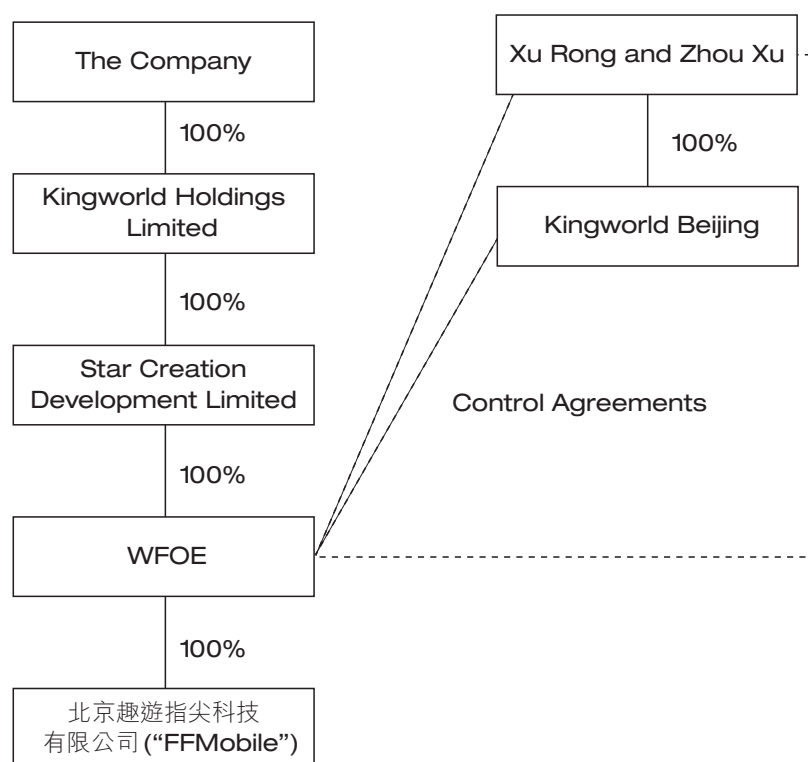 The Company
100%
Kingworld Holdings
Limited
100%
Star Creation
Development Limited
100%
WFOE
100%
北京趣遊指尖科技
有限公司 (“FFMobile”)
Xu Rong and Zhou Xu
100%
Kingworld Beijing
Control Agreements